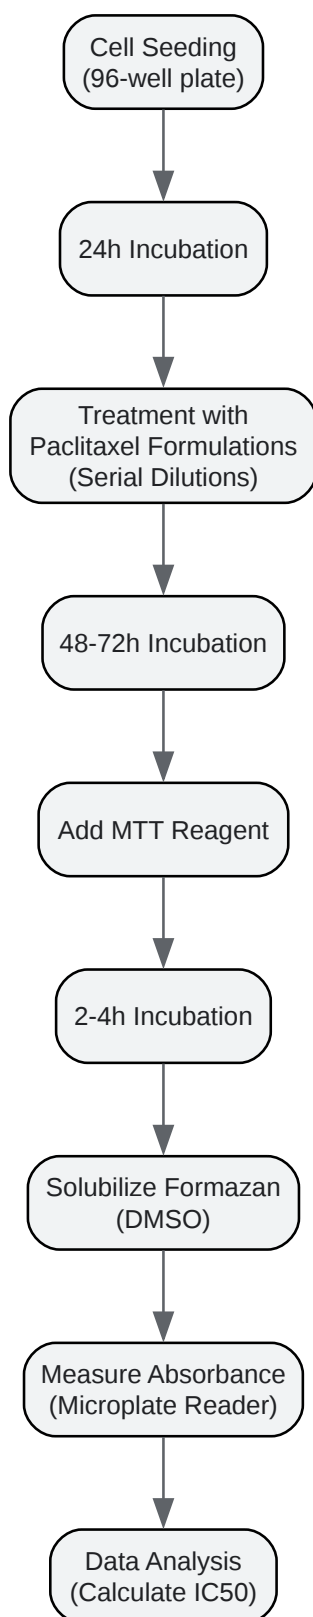 Cell Seeding
(96-well plate)
24h Incubation
Treatment with
Paclitaxel Formulations
(Serial Dilutions)
48-72h Incubation
Add MTT Reagent
2-4h Incubation
Solubilize Formazan
(DMSO)
Measure Absorbance
(Microplate Reader)
Data Analysis
(Calculate IC50)